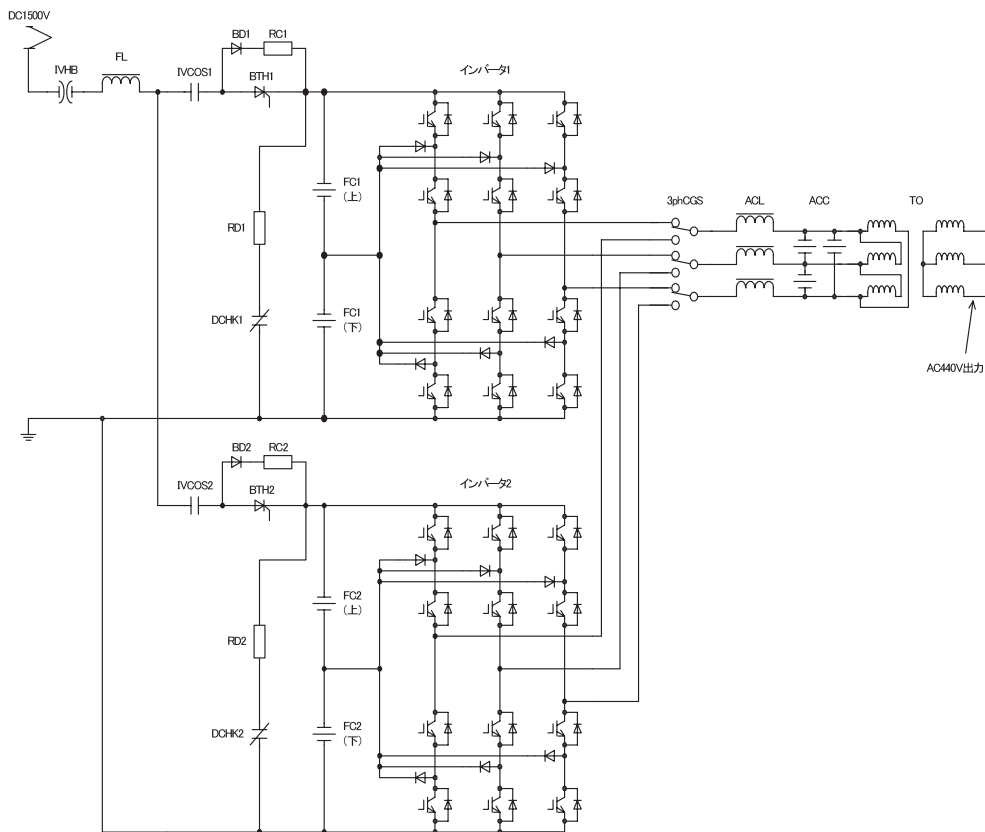 DC1500V
IVHB
FL
IVCOS1
BD1
RC1
BTH1
インバータ1
RD1
DCHK1
FC1
(上)
FC1
(下)
3phCGS
ACL
ACC
TO
AC440V出力
BD2
RC2
IVCOS2
BTH2
インバータ2
RD2
DCHK2
FC2
(上)
FC2
(下)